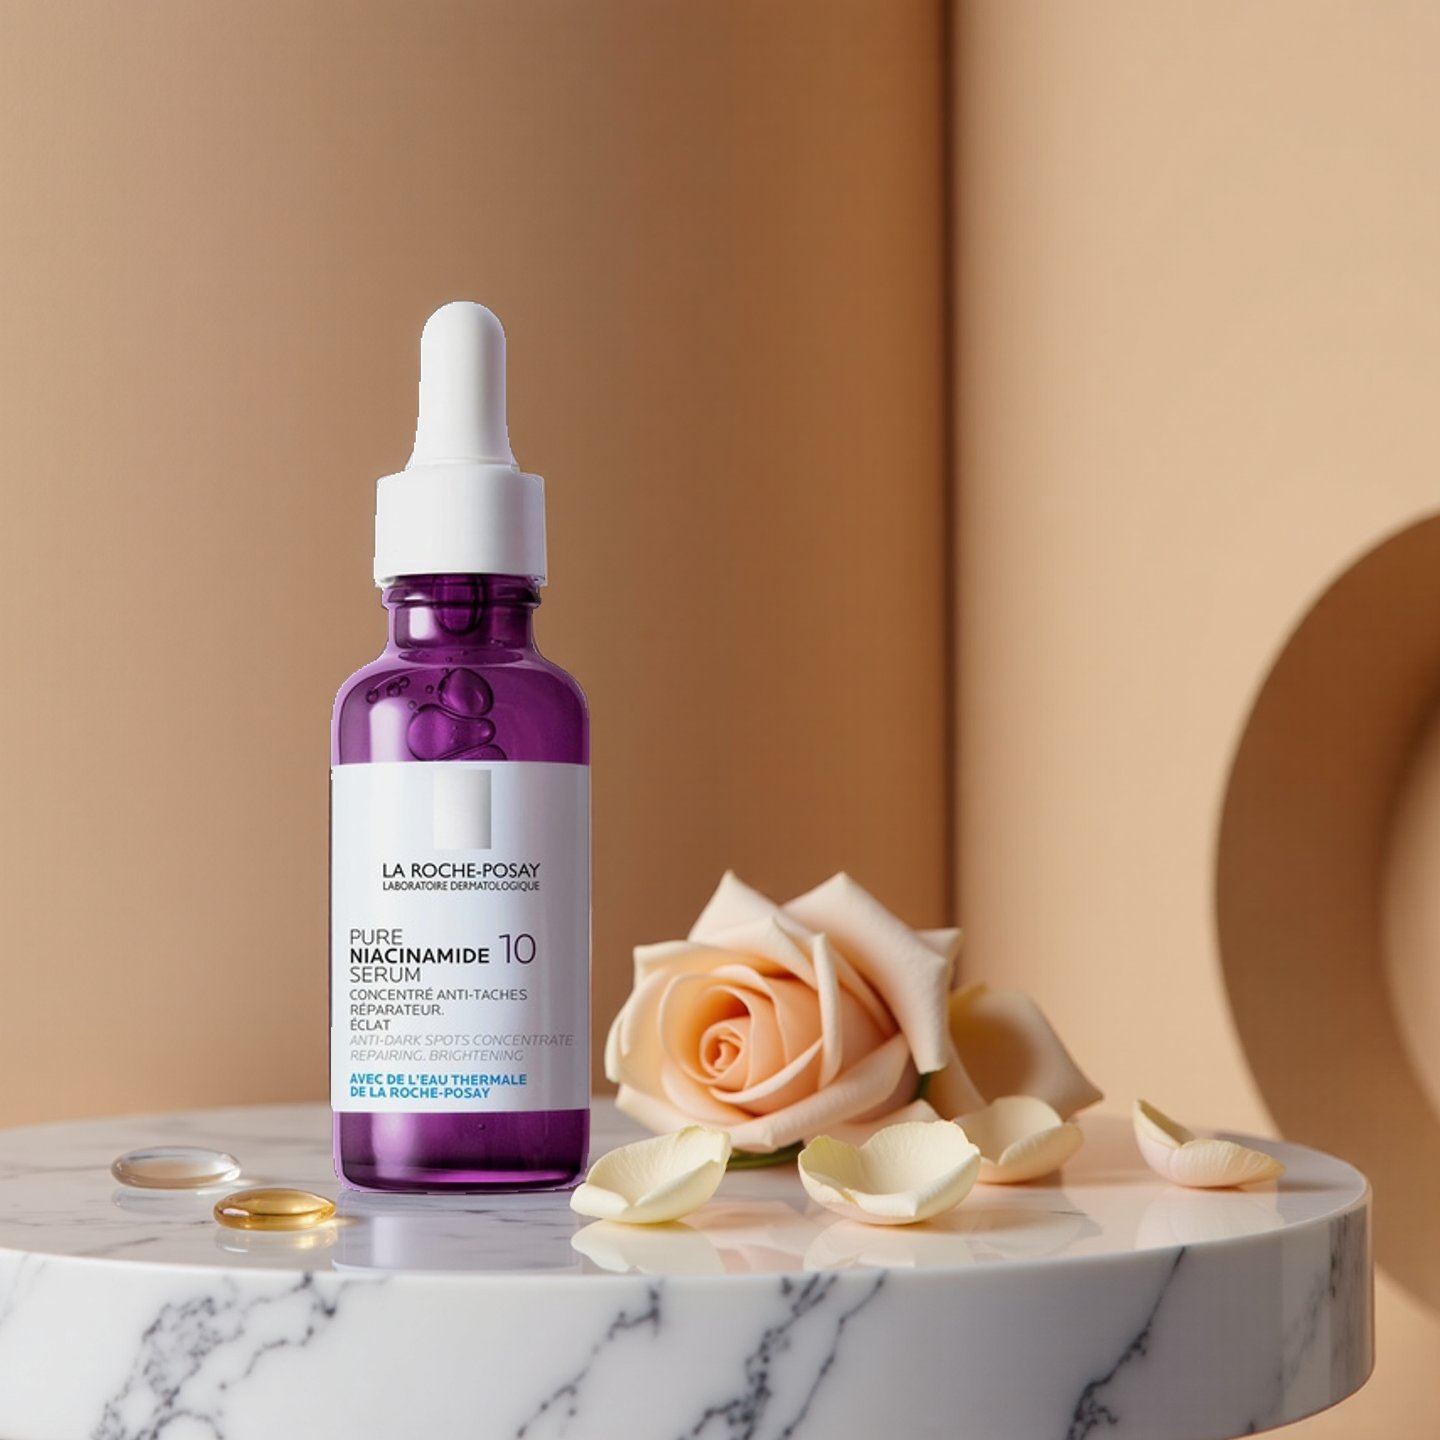 LA ROCHE-POSAY
LABORATOIRE DERMATOLOGIQUE
PURE
NIACINAMIDE 10
SERUM
CONCENTRÉ ANTI-TACHES
RÉPARATEUR.
ÉCLAT
ANTI-DARK SPOTS CONCENTRATE
REPAIRING. BRIGHTENING
AVEC DE L'EAU THERMALE
DE LA ROCHE-POSAY